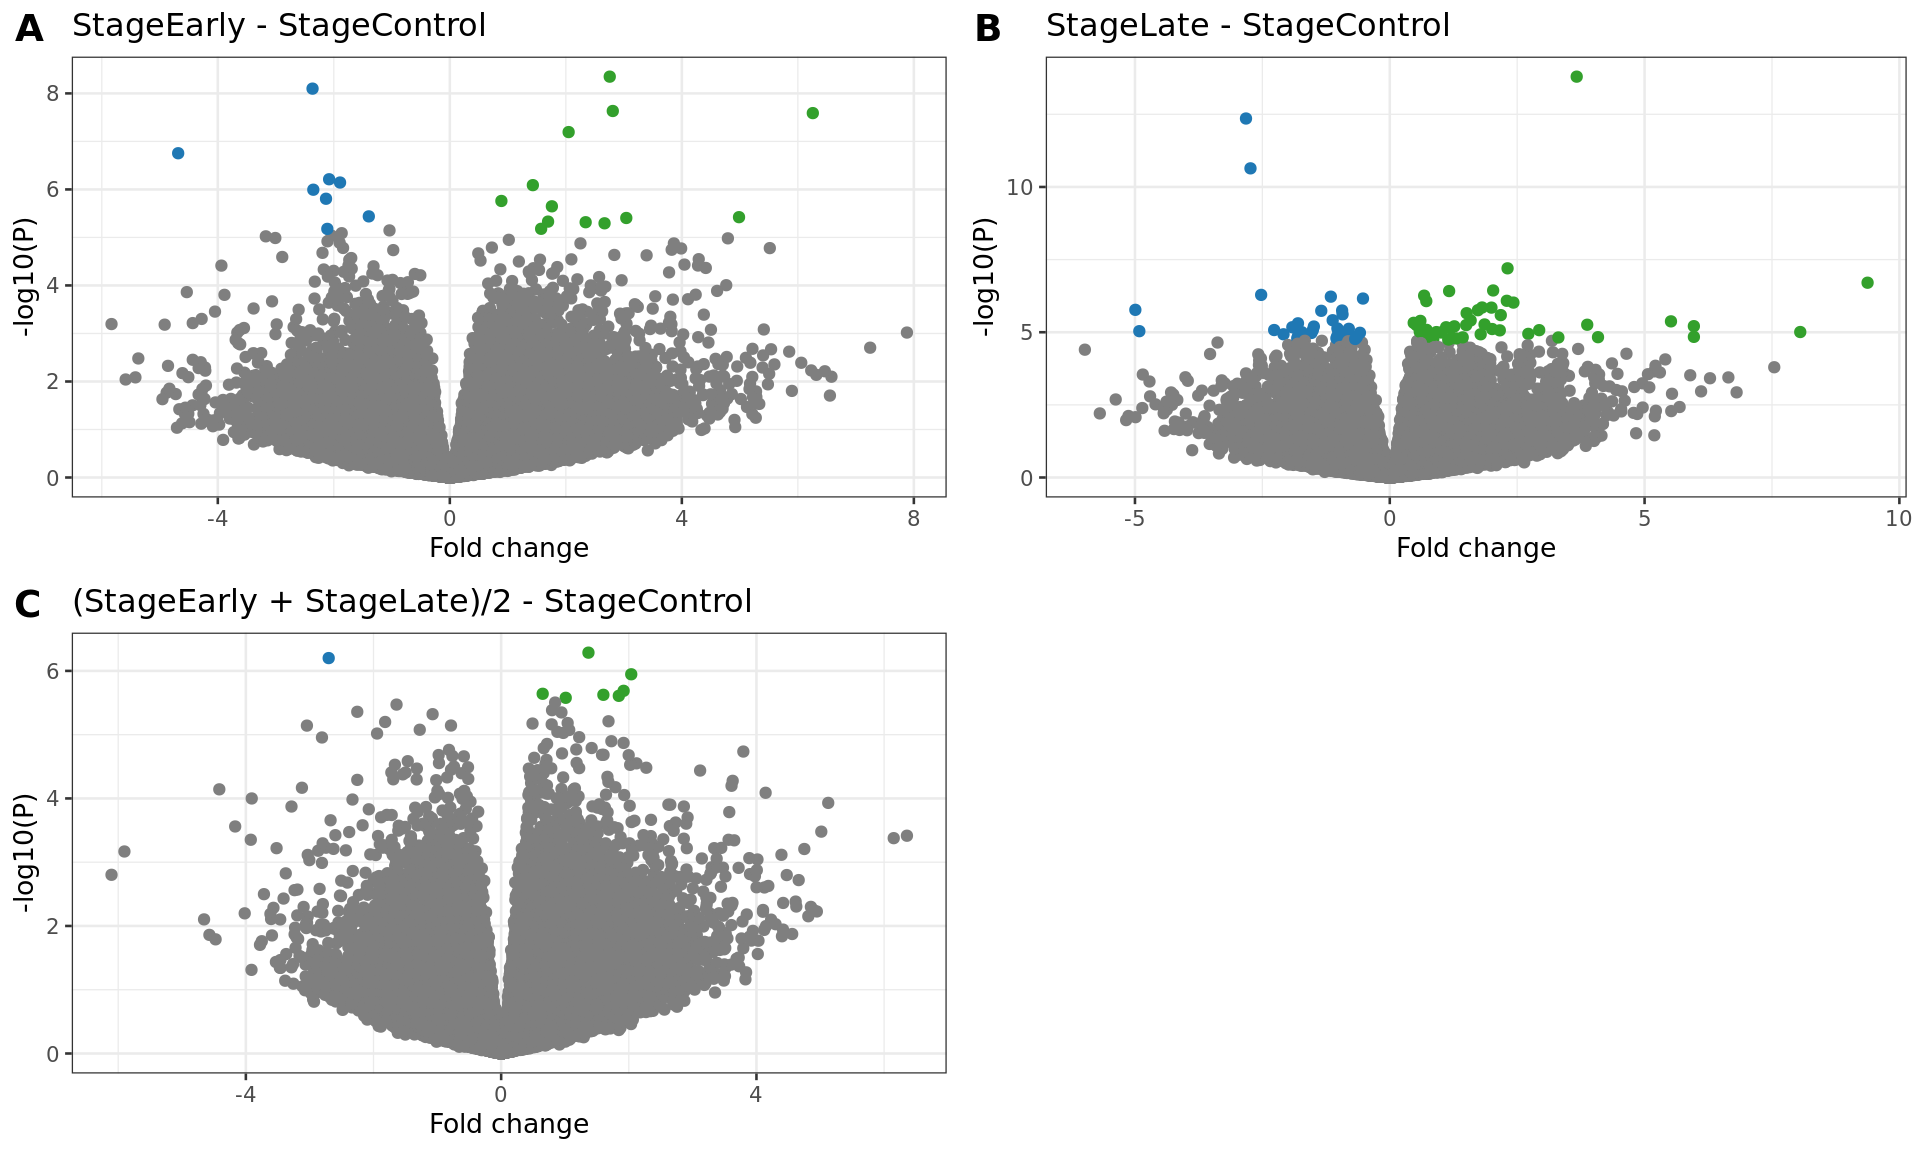 A StageEarly - StageControl
-log10(P)
8
6
4
2
0
-4 0 4 8
Fold change
B StageLate - StageControl
-log10(P)
10
5
0
-5 0 5 10
Fold change
C (StageEarly + StageLate)/2 - StageControl
-log10(P)
6
4
2
0
-4 0 4
Fold change